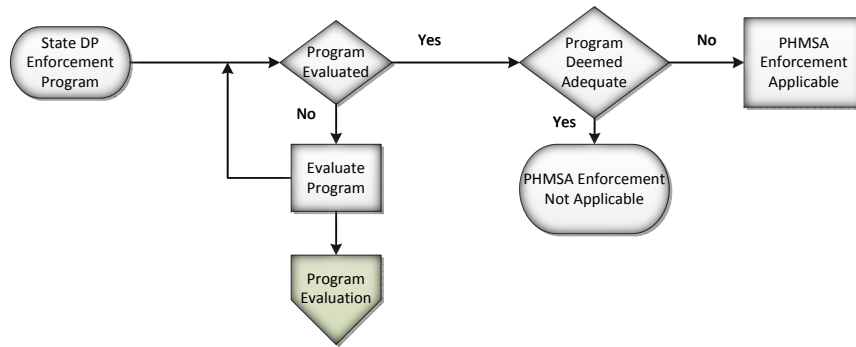 State DP
Enforcement
Program
Program
Evaluated
Yes
Program
Deemed
Adequate
No
PHMSA
Enforcement
Applicable
No
Yes
Evaluate
Program
PHMSA Enforcement
Not Applicable
Program
Evaluation